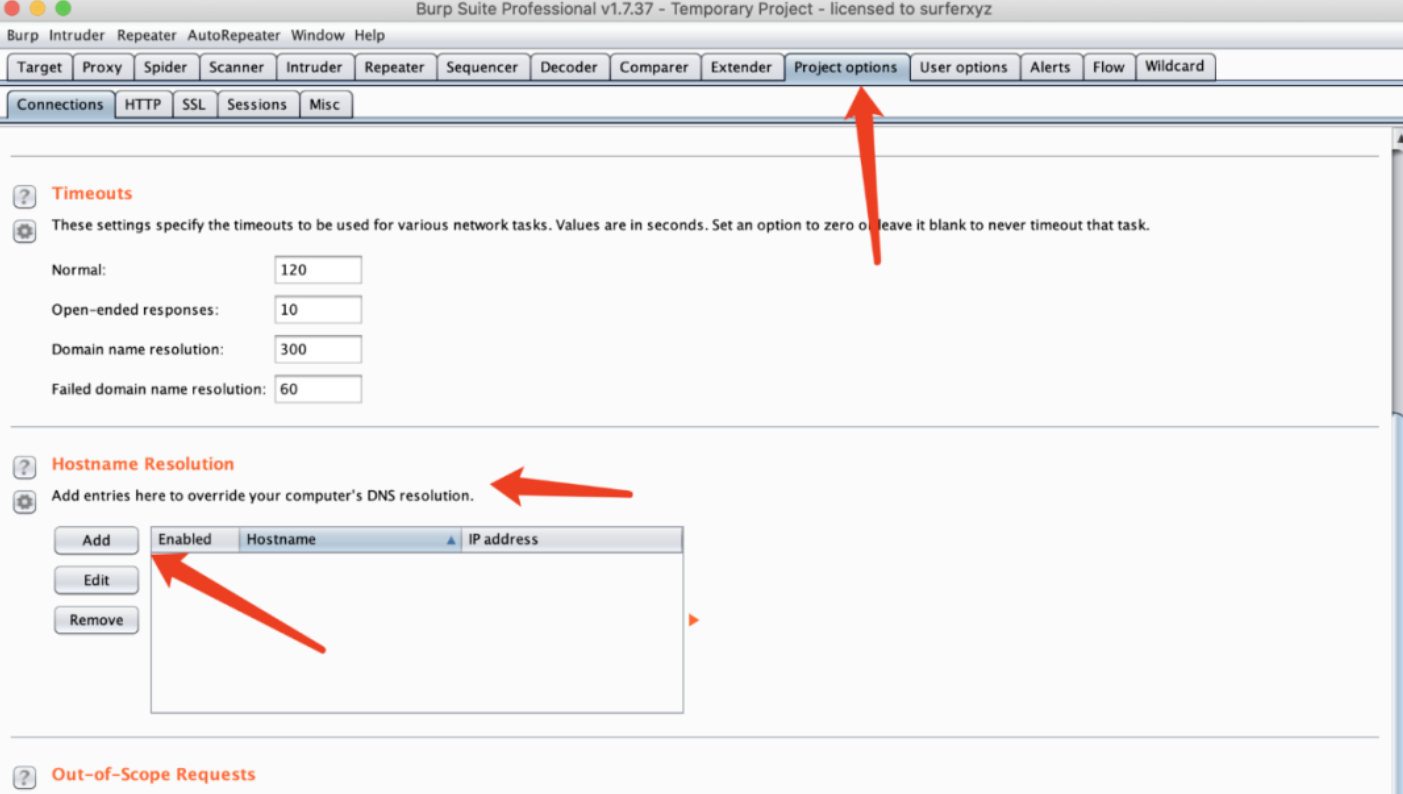 Burp Suite Professional v1.7.37 - Temporary Project - licensed to surferxyz
Burp Intruder Repeater AutoRepeater Window Help
Target Proxy Spider Scanner Intruder Repeater Sequencer Decoder Comparer Extender Project options User options Alerts Flow Wildcard
Connections HTTP SSL Sessions Misc
? Timeouts
These settings specify the timeouts to be used for various network tasks. Values are in seconds. Set an option to zero or leave it blank to never timeout that task.
Normal: 120
Open-ended responses: 10
Domain name resolution: 300
Failed domain name resolution: 60
? Hostname Resolution
Add entries here to override your computer's DNS resolution.
Add Enabled Hostname IP address
Edit
Remove
? Out-of-Scope Requests